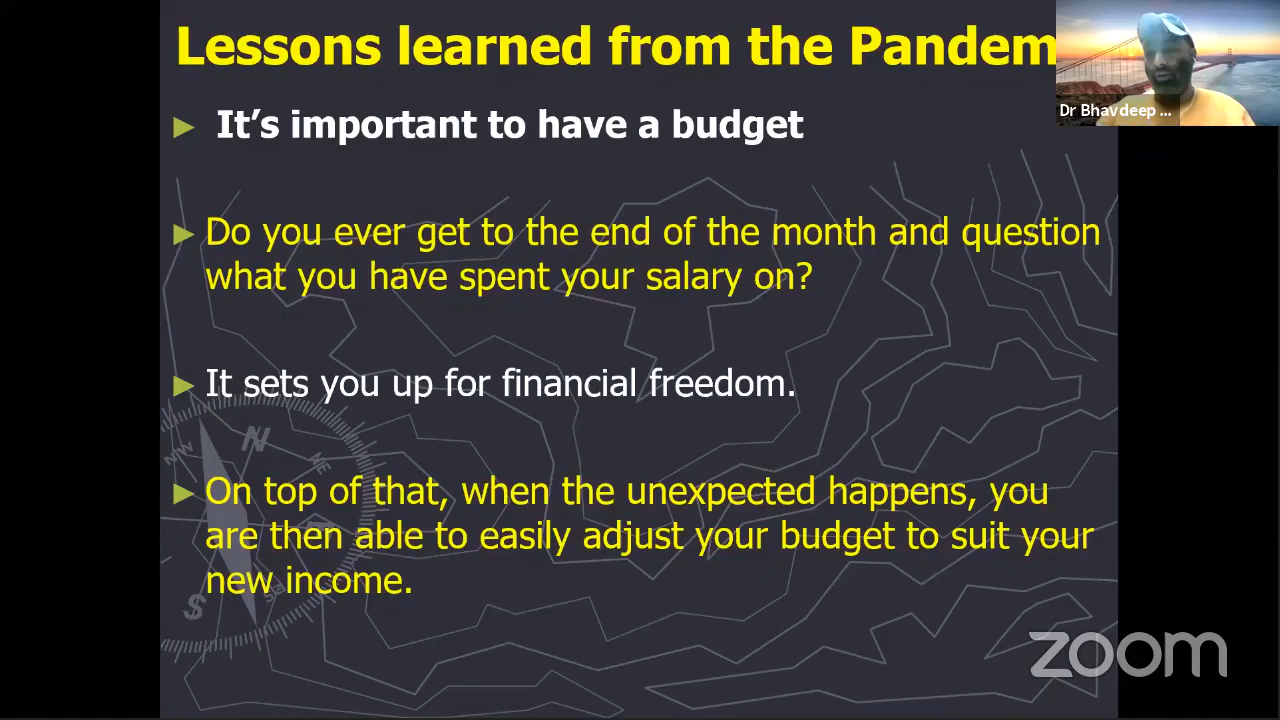 Lessons learned from the Pandem
Dr Bhavdeep ...
► It's important to have a budget
► Do you ever get to the end of the month and question
what you have spent your salary on?
► It sets you up for financial freedom.
► On top of that, when the unexpected happens, you
are then able to easily adjust your budget to suit your
new income.
N
NW
NE
S
zoom